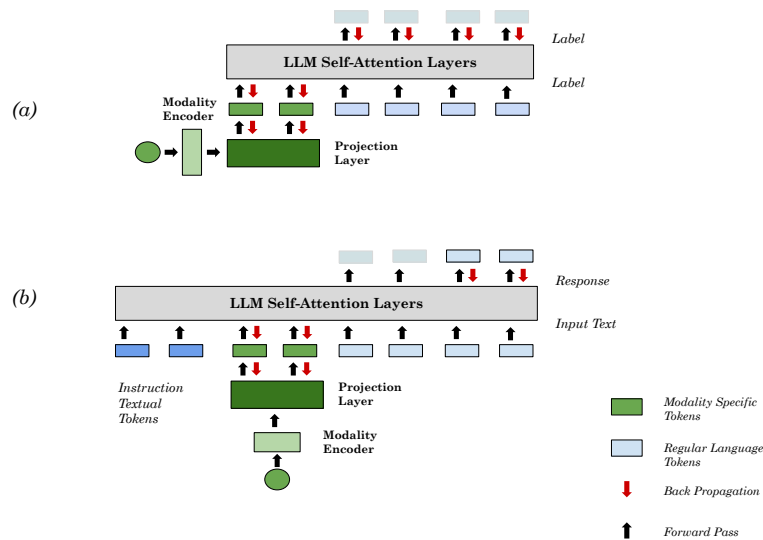 Label
LLM Self-Attention Layers
Label
(a)
Modality
Encoder
Projection
Layer
(b)
Response
LLM Self-Attention Layers
Input Text
Instruction
Textual
Tokens
Projection
Layer
Modality
Encoder
Modality Specific
Tokens
Regular Language
Tokens
Back Propagation
Forward Pass